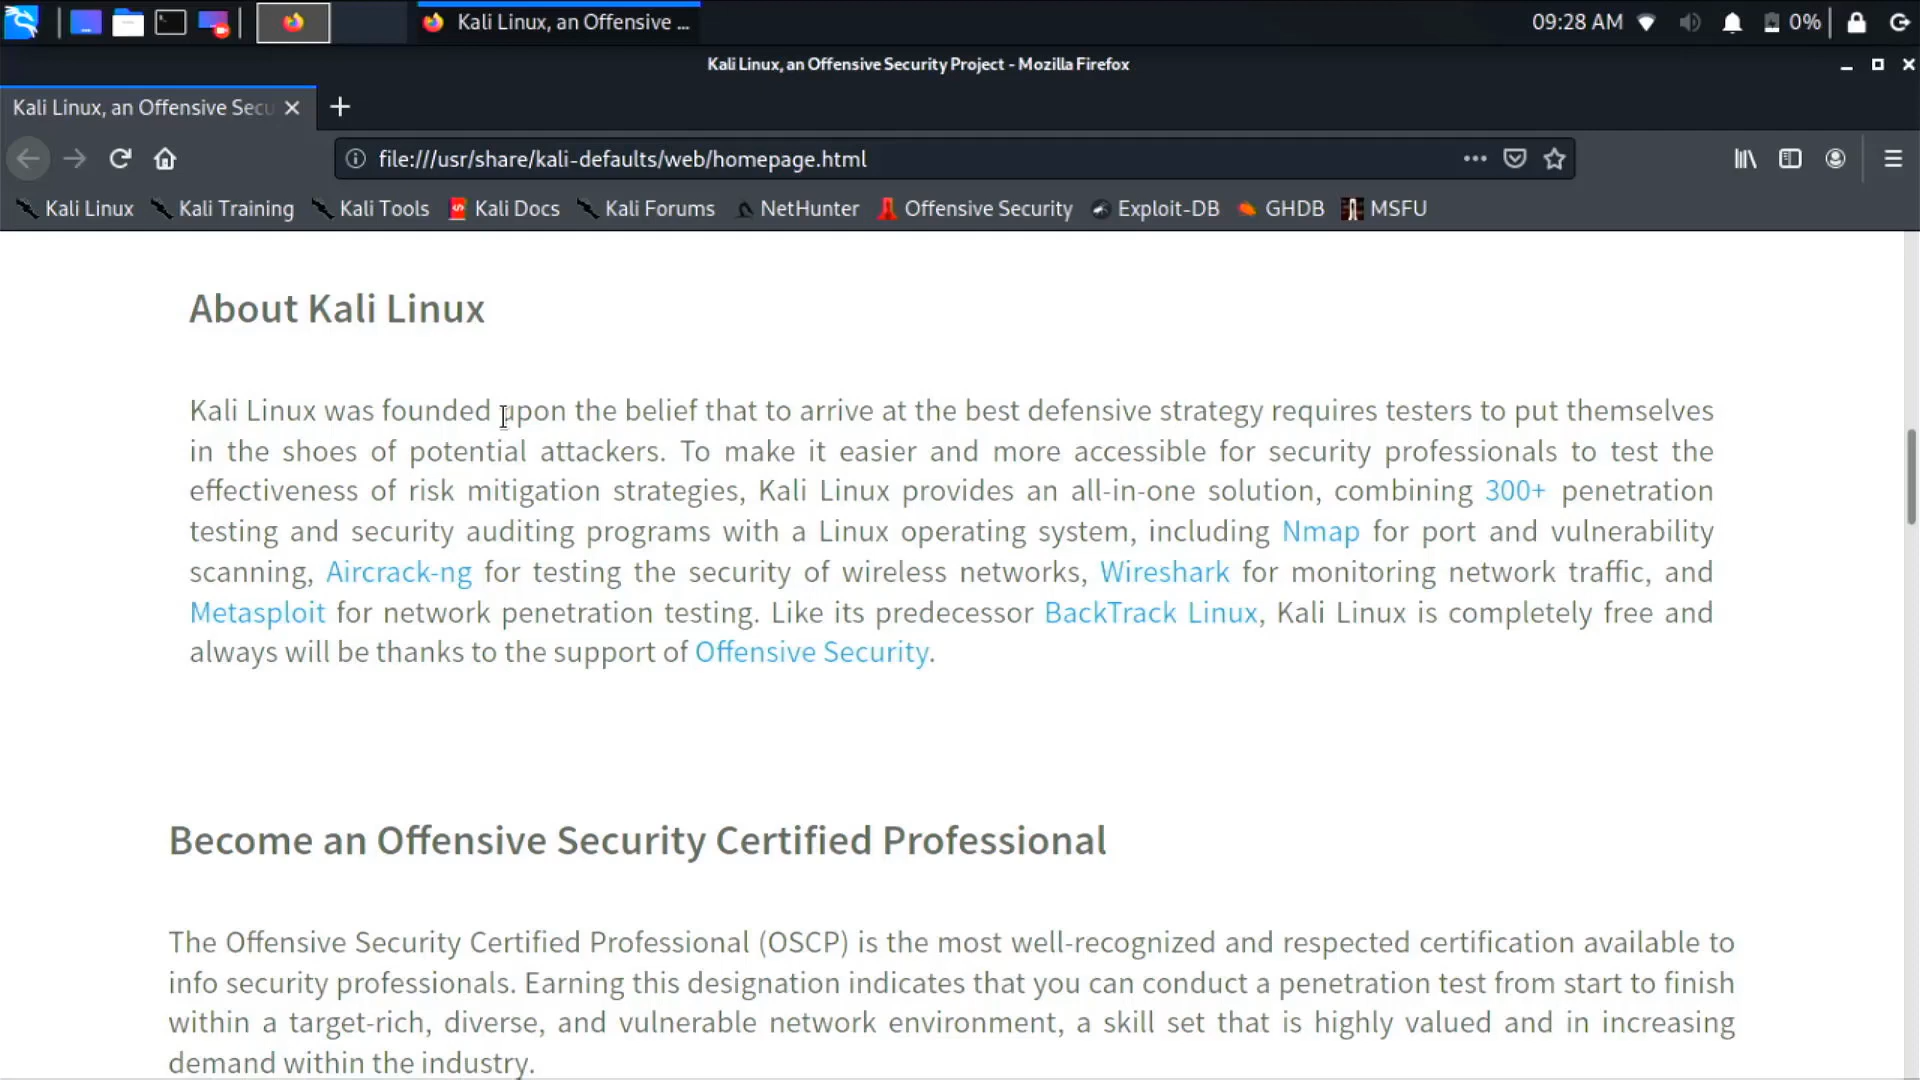 Kali Linux, an Offensive ...
09:28 AM
0%
Kali Linux, an Offensive Security Project - Mozilla Firefox
Kali Linux, an Offensive Secu
file:///usr/share/kali-defaults/web/homepage.html
Kali Linux Kali Training Kali Tools Kali Docs Kali Forums NetHunter Offensive Security Exploit-DB GHDB MSFU
About Kali Linux
Kali Linux was founded upon the belief that to arrive at the best defensive strategy requires testers to put themselves
in the shoes of potential attackers. To make it easier and more accessible for security professionals to test the
effectiveness of risk mitigation strategies, Kali Linux provides an all-in-one solution, combining 300+ penetration
testing and security auditing programs with a Linux operating system, including Nmap for port and vulnerability
scanning, Aircrack-ng for testing the security of wireless networks, Wireshark for monitoring network traffic, and
Metasploit for network penetration testing. Like its predecessor BackTrack Linux, Kali Linux is completely free and
always will be thanks to the support of Offensive Security.
Become an Offensive Security Certified Professional
The Offensive Security Certified Professional (OSCP) is the most well-recognized and respected certification available to
info security professionals. Earning this designation indicates that you can conduct a penetration test from start to finish
within a target-rich, diverse, and vulnerable network environment, a skill set that is highly valued and in increasing
demand within the industry.